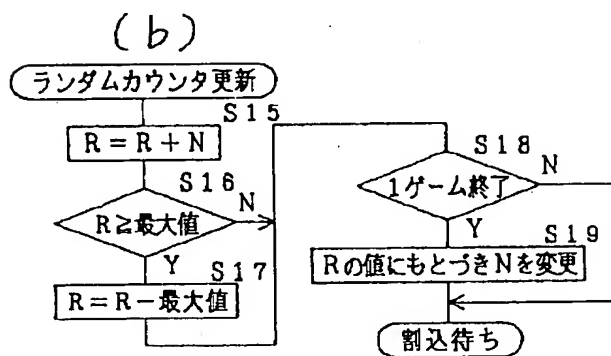 (b)
ランダムカウンタ更新
S15
R=R+N
S16
R≧最大値
N
Y
S17
R=R-最大値
S18
1ゲーム終了
N
Y
S19
Rの値にもとづきNを変更
割込待ち